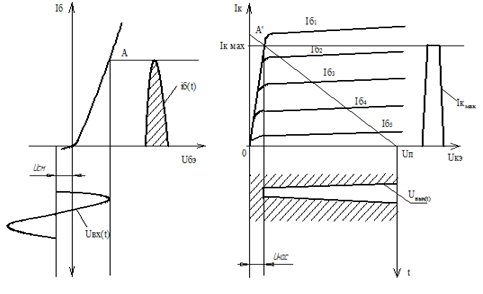 Iб
A
iб(t)
Uбэ
Uсм
Uвх(t)
Iк
A'
Iк мах
Iб₁
Iб₂
Iб₃
Iб₄
Iб₅
Iк мах
0
Uп
Uкэ
Uвых(t)
Uнас
t